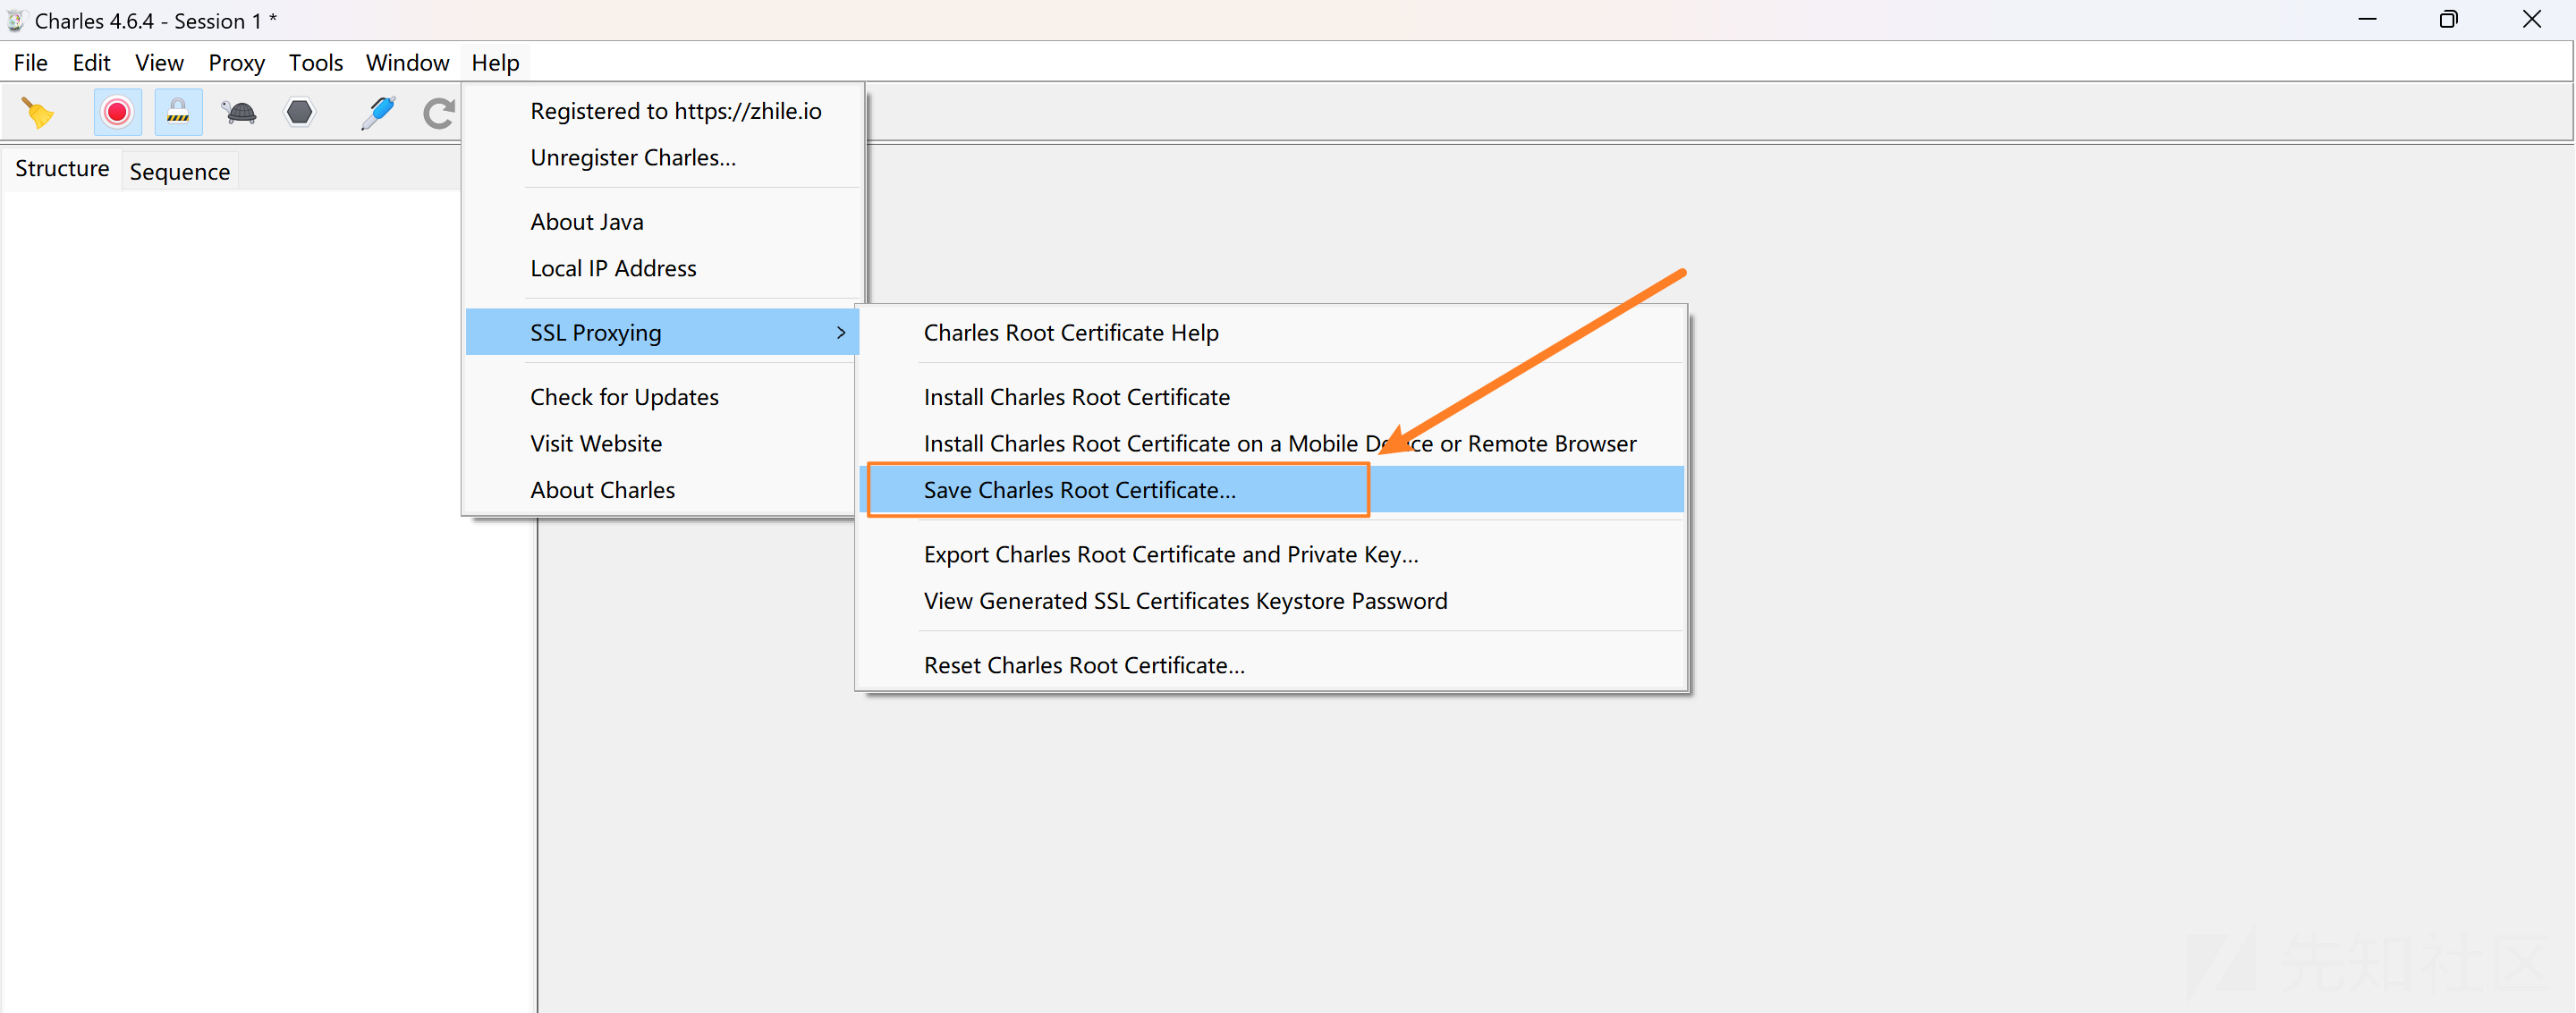 Charles 4.6.4 - Session 1 *
File Edit View Proxy Tools Window Help
Structure Sequence
Registered to https://zhile.io
Unregister Charles...
About Java
Local IP Address
SSL Proxying
Check for Updates
Visit Website
About Charles
Charles Root Certificate Help
Install Charles Root Certificate
Install Charles Root Certificate on a Mobile or Remote Browser
Save Charles Root Certificate...
Export Charles Root Certificate and Private Key...
View Generated SSL Certificates Keystore Password
Reset Charles Root Certificate...
先知社区